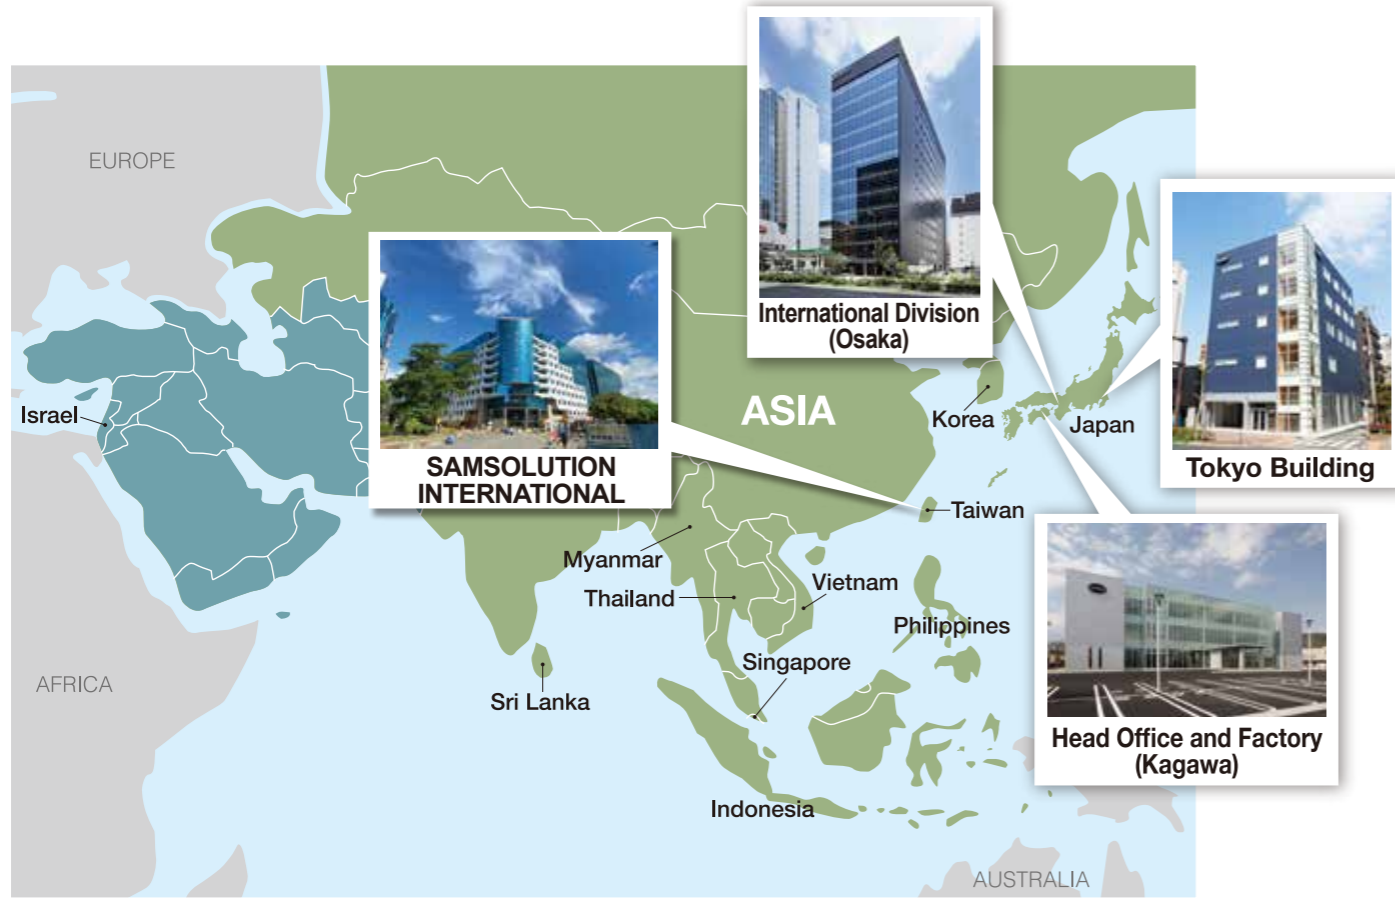 EUROPE
International Division
(Osaka)
Israel
ASIA
Korea
Japan
SAMSOLUTION
INTERNATIONAL
Tokyo Building
Taiwan
Myanmar
Thailand
Vietnam
Philippines
Singapore
AFRICA
Sri Lanka
Head Office and Factory
(Kagawa)
Indonesia
AUSTRALIA